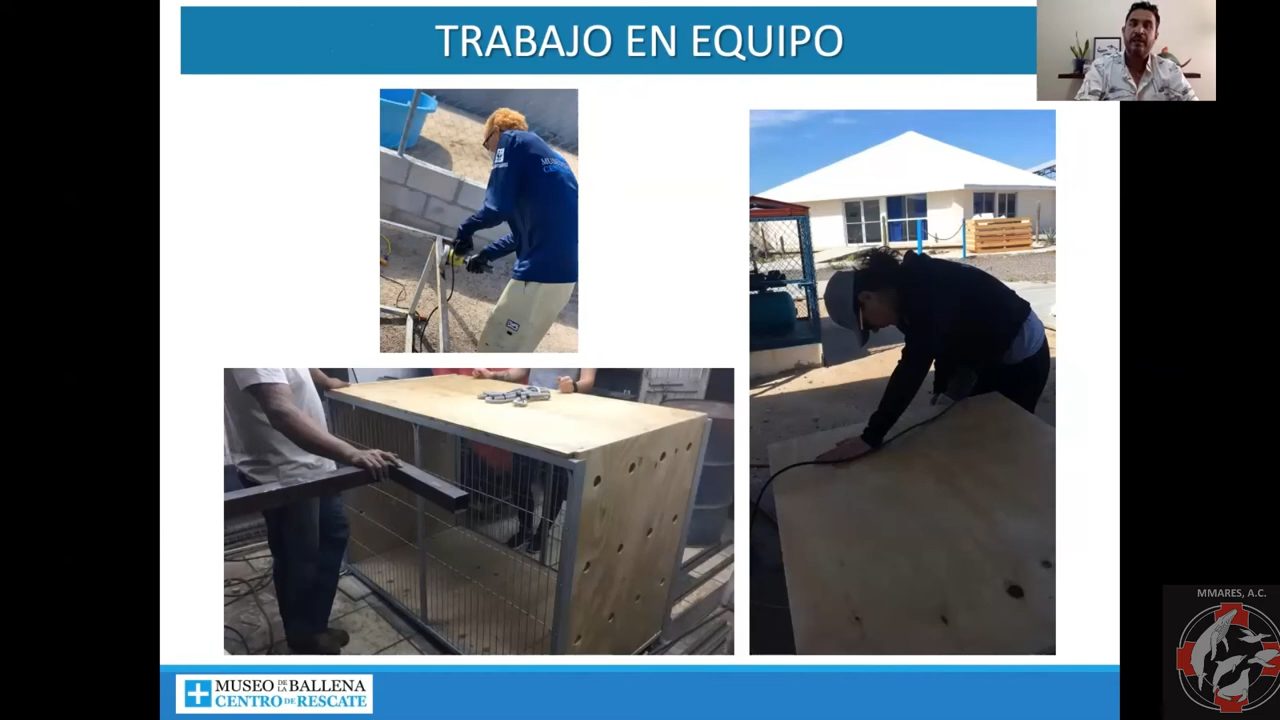 TRABAJO EN EQUIPO
MUSEO DE LA BALLENA
CENTRO DE RESCATE
MMARES, A.C.